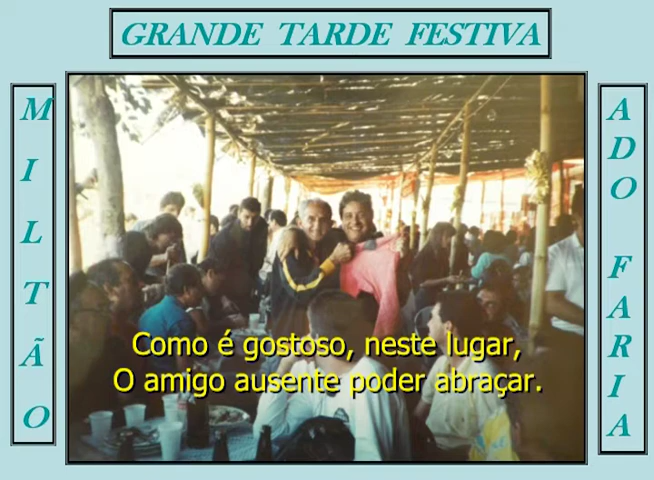 GRANDE TARDE FESTIVA
MILTÃO
ADO FARIA
Como é gostoso, neste lugar,
O amigo ausente poder abraçar.